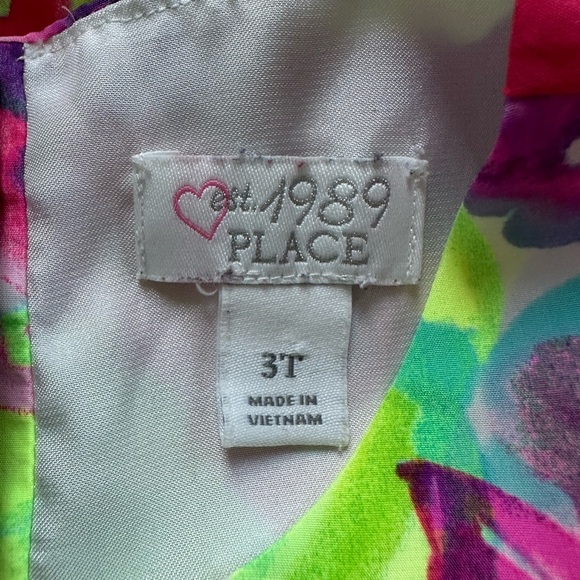 est. 1989
PLACE
3T
MADE IN
VIETNAM